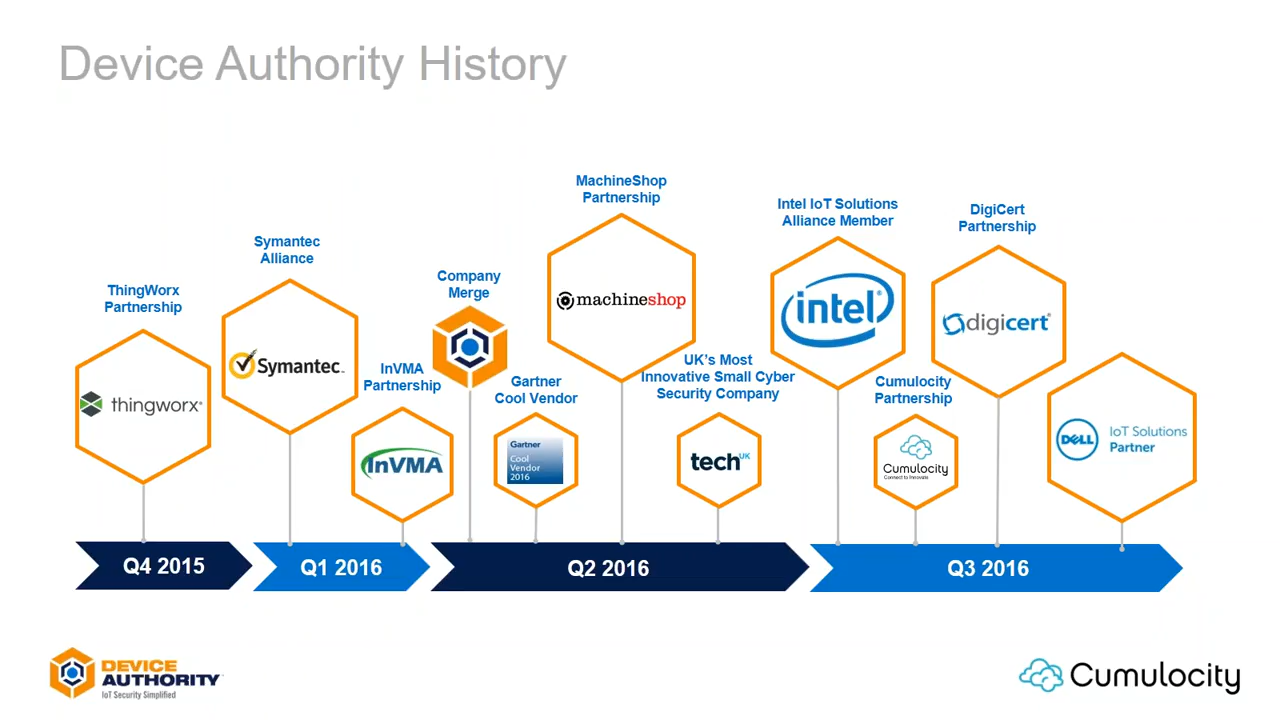 Device Authority History
ThingWorx
Partnership
thingworx®
Symantec
Alliance
Symantec™
InVMA
Partnership
InVMA
Company
Merge
Gartner
Cool Vendor
Gartner
Cool
Vendor
2016
MachineShop
Partnership
machineshop
UK's Most
Innovative Small Cyber
Security Company
techUK
Intel IoT Solutions
Alliance Member
intel®
Cumulocity
Partnership
Cumulocity
Connect to Innovate
DigiCert
Partnership
digicert®
DELL
IoT Solutions
Partner
Q4 2015
Q1 2016
Q2 2016
Q3 2016
DEVICE
AUTHORITY
IoT Security Simplified
Cumulocity